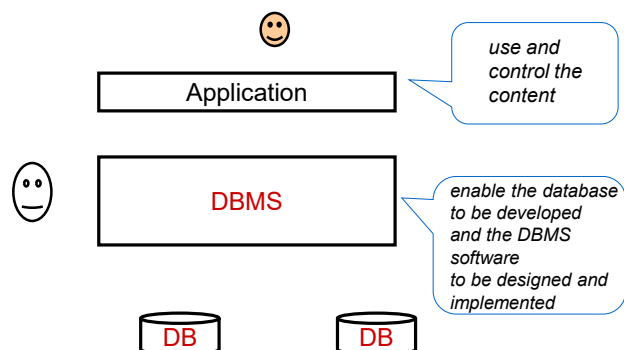 use and
control the
content
Application
DBMS
enable the database
to be developed
and the DBMS
software
to be designed and
implemented
DB
DB